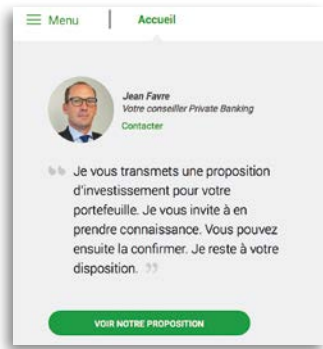 Menu
Accueil
Jean Favre
Votre conseiller Private Banking
Contacter
“ Je vous transmets une proposition
d'investissement pour votre
portefeuille. Je vous invite à en
prendre connaissance. Vous pouvez
ensuite la confirmer. Je reste à votre
disposition. ”
VOIR NOTRE PROPOSITION